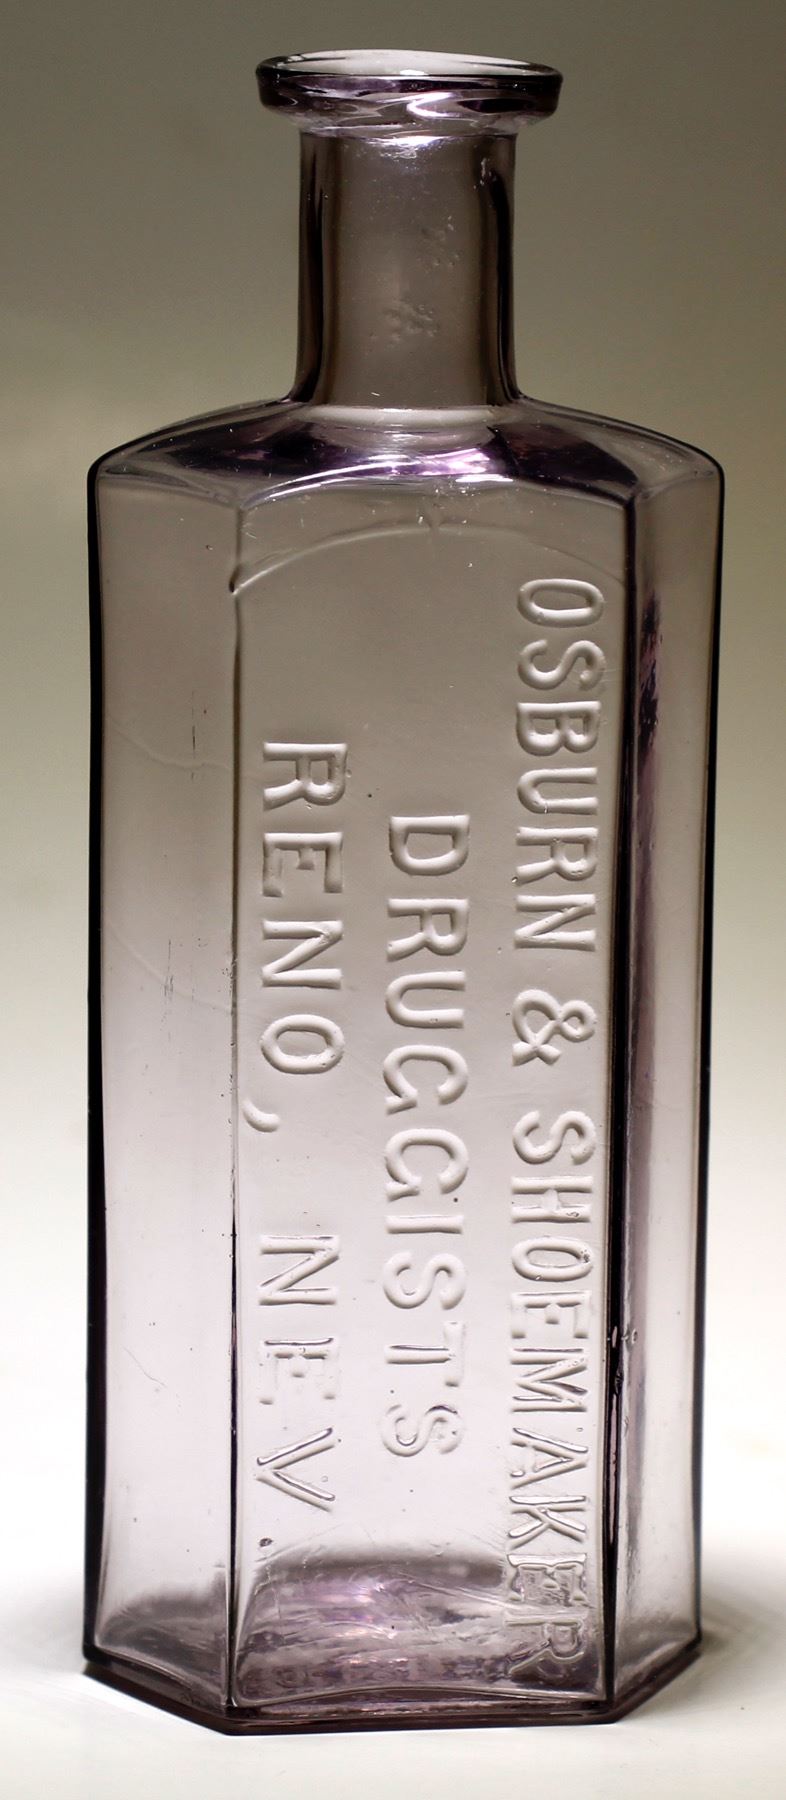 OSBURN & SHOEMAKER
DRUGGISTS
RENO, NEV.